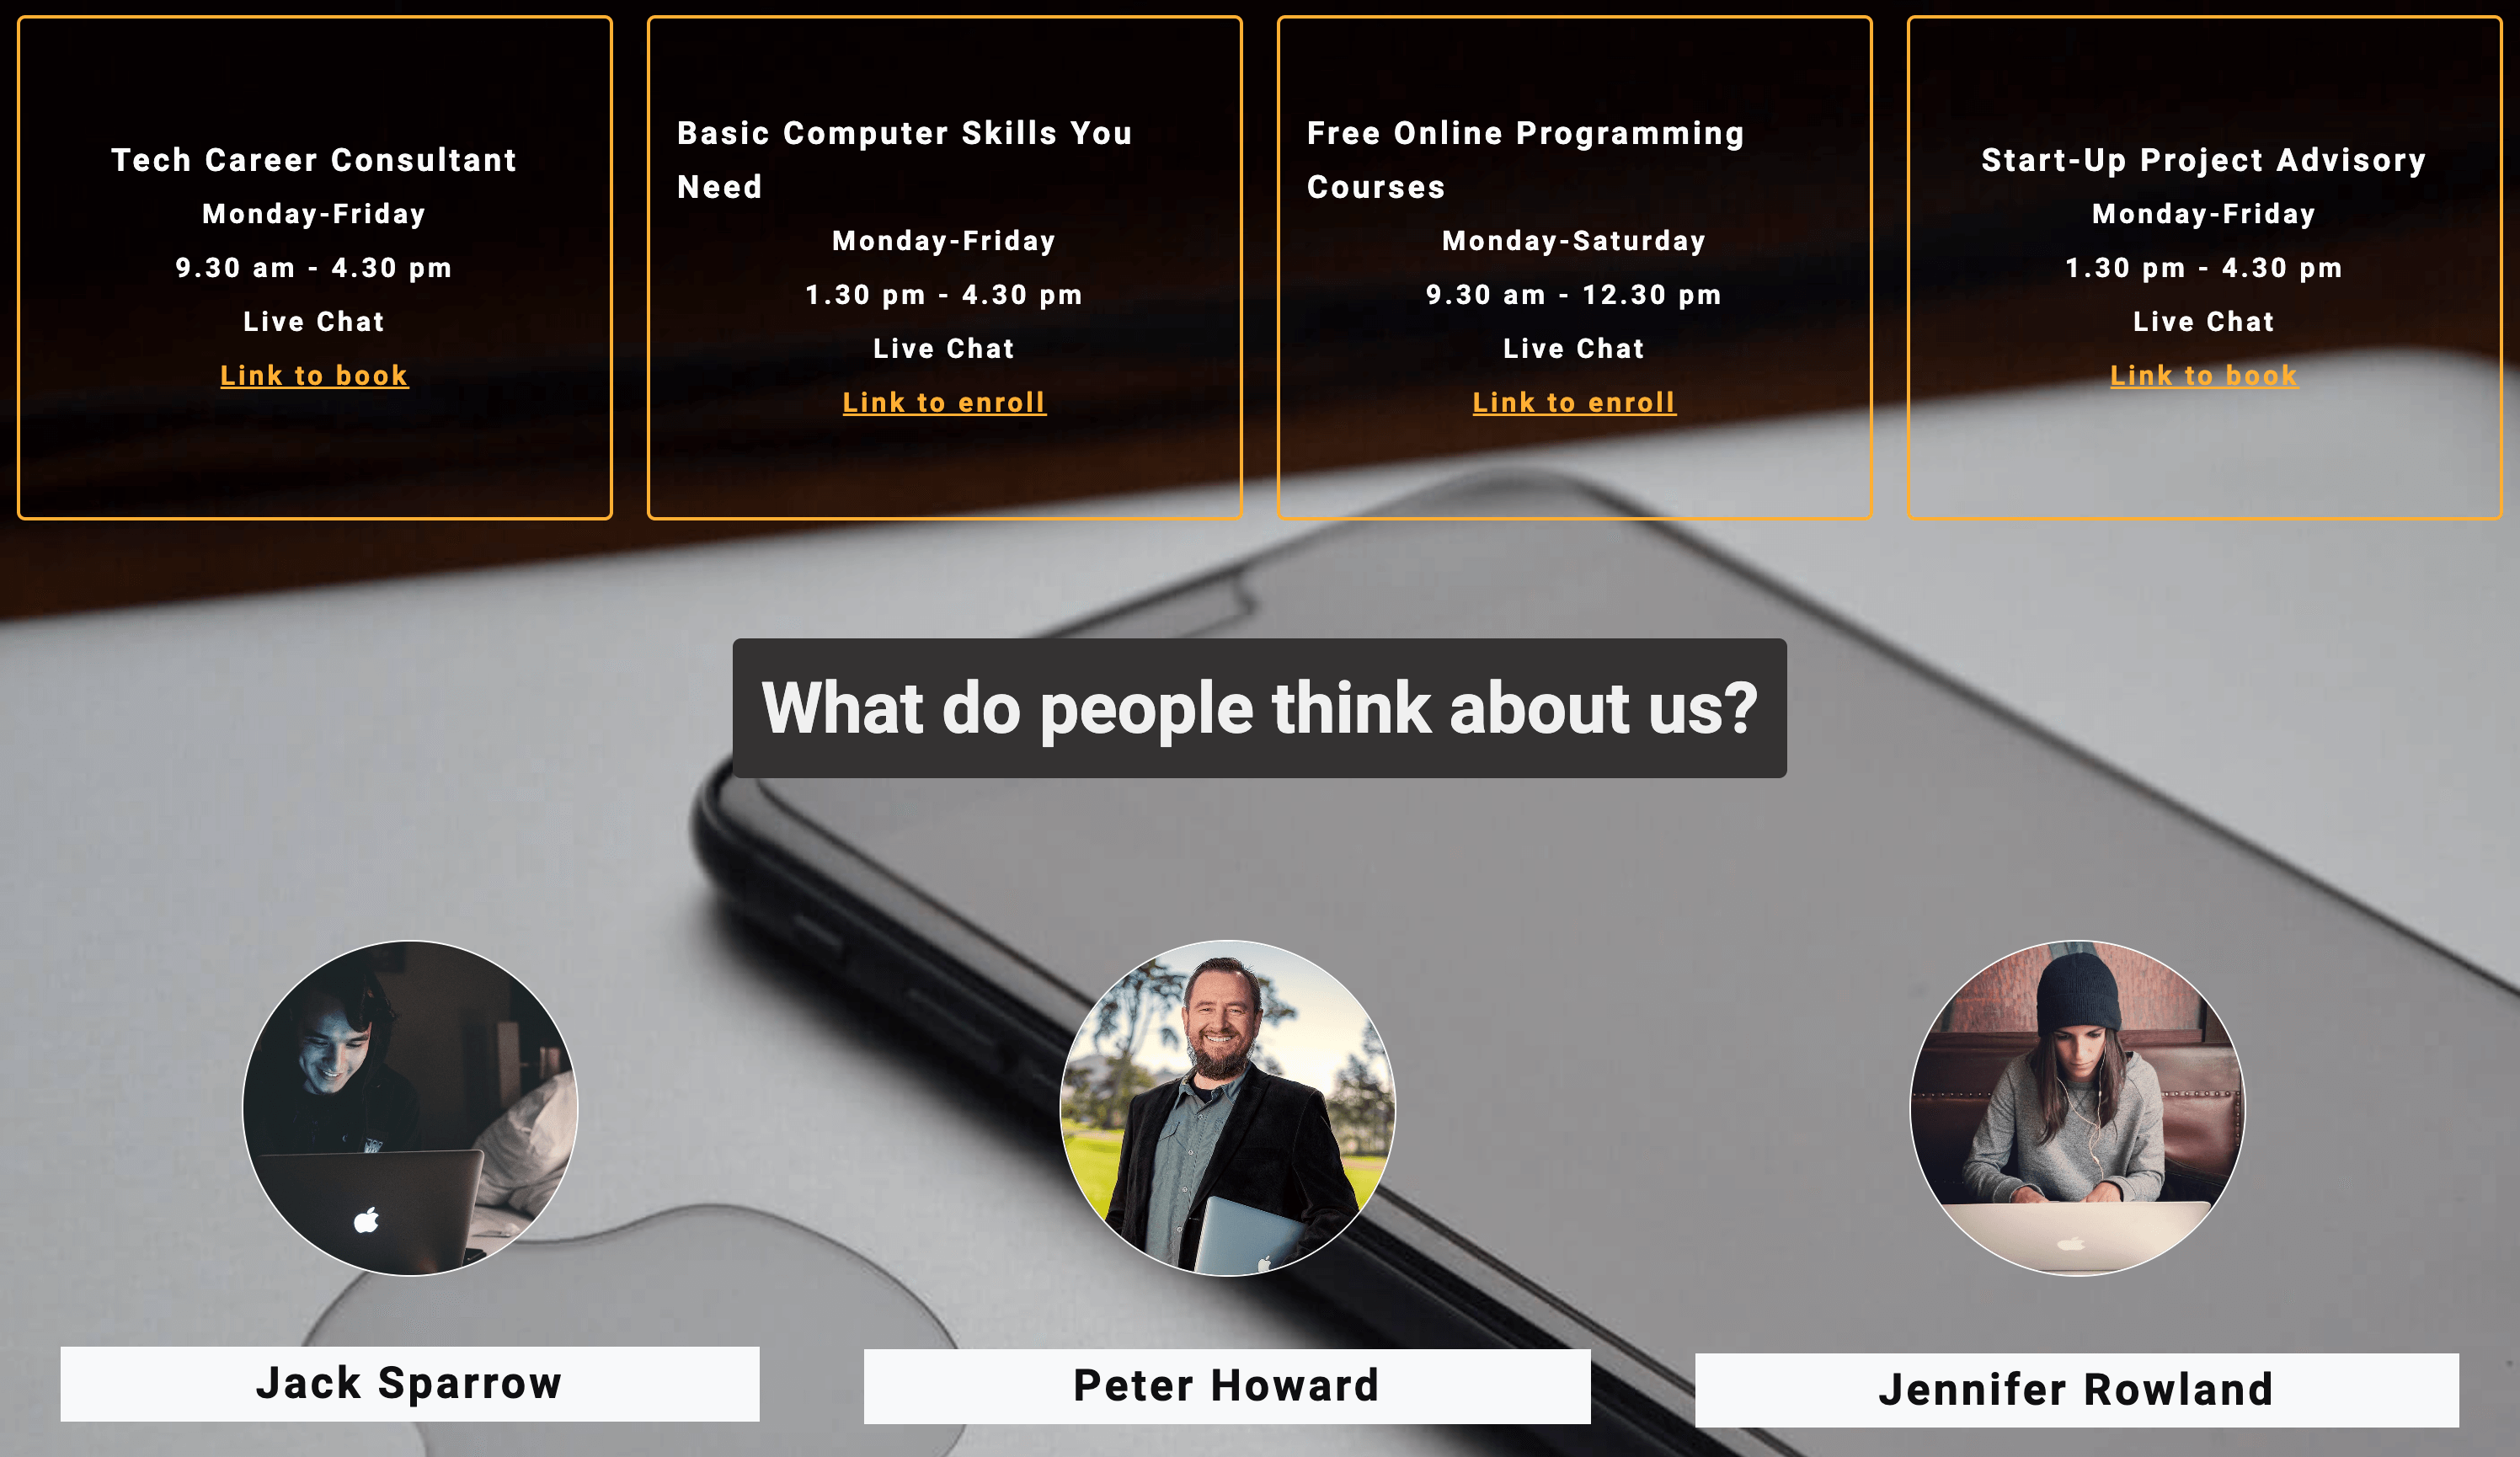 Tech Career Consultant
Monday-Friday
9.30 am - 4.30 pm
Live Chat
Link to book
Basic Computer Skills You
Need
Monday-Friday
1.30 pm - 4.30 pm
Live Chat
Link to enroll
Free Online Programming
Courses
Monday-Saturday
9.30 am - 12.30 pm
Live Chat
Link to enroll
Start-Up Project Advisory
Monday-Friday
1.30 pm - 4.30 pm
Live Chat
Link to book
What do people think about us?
Jack Sparrow
Peter Howard
Jennifer Rowland